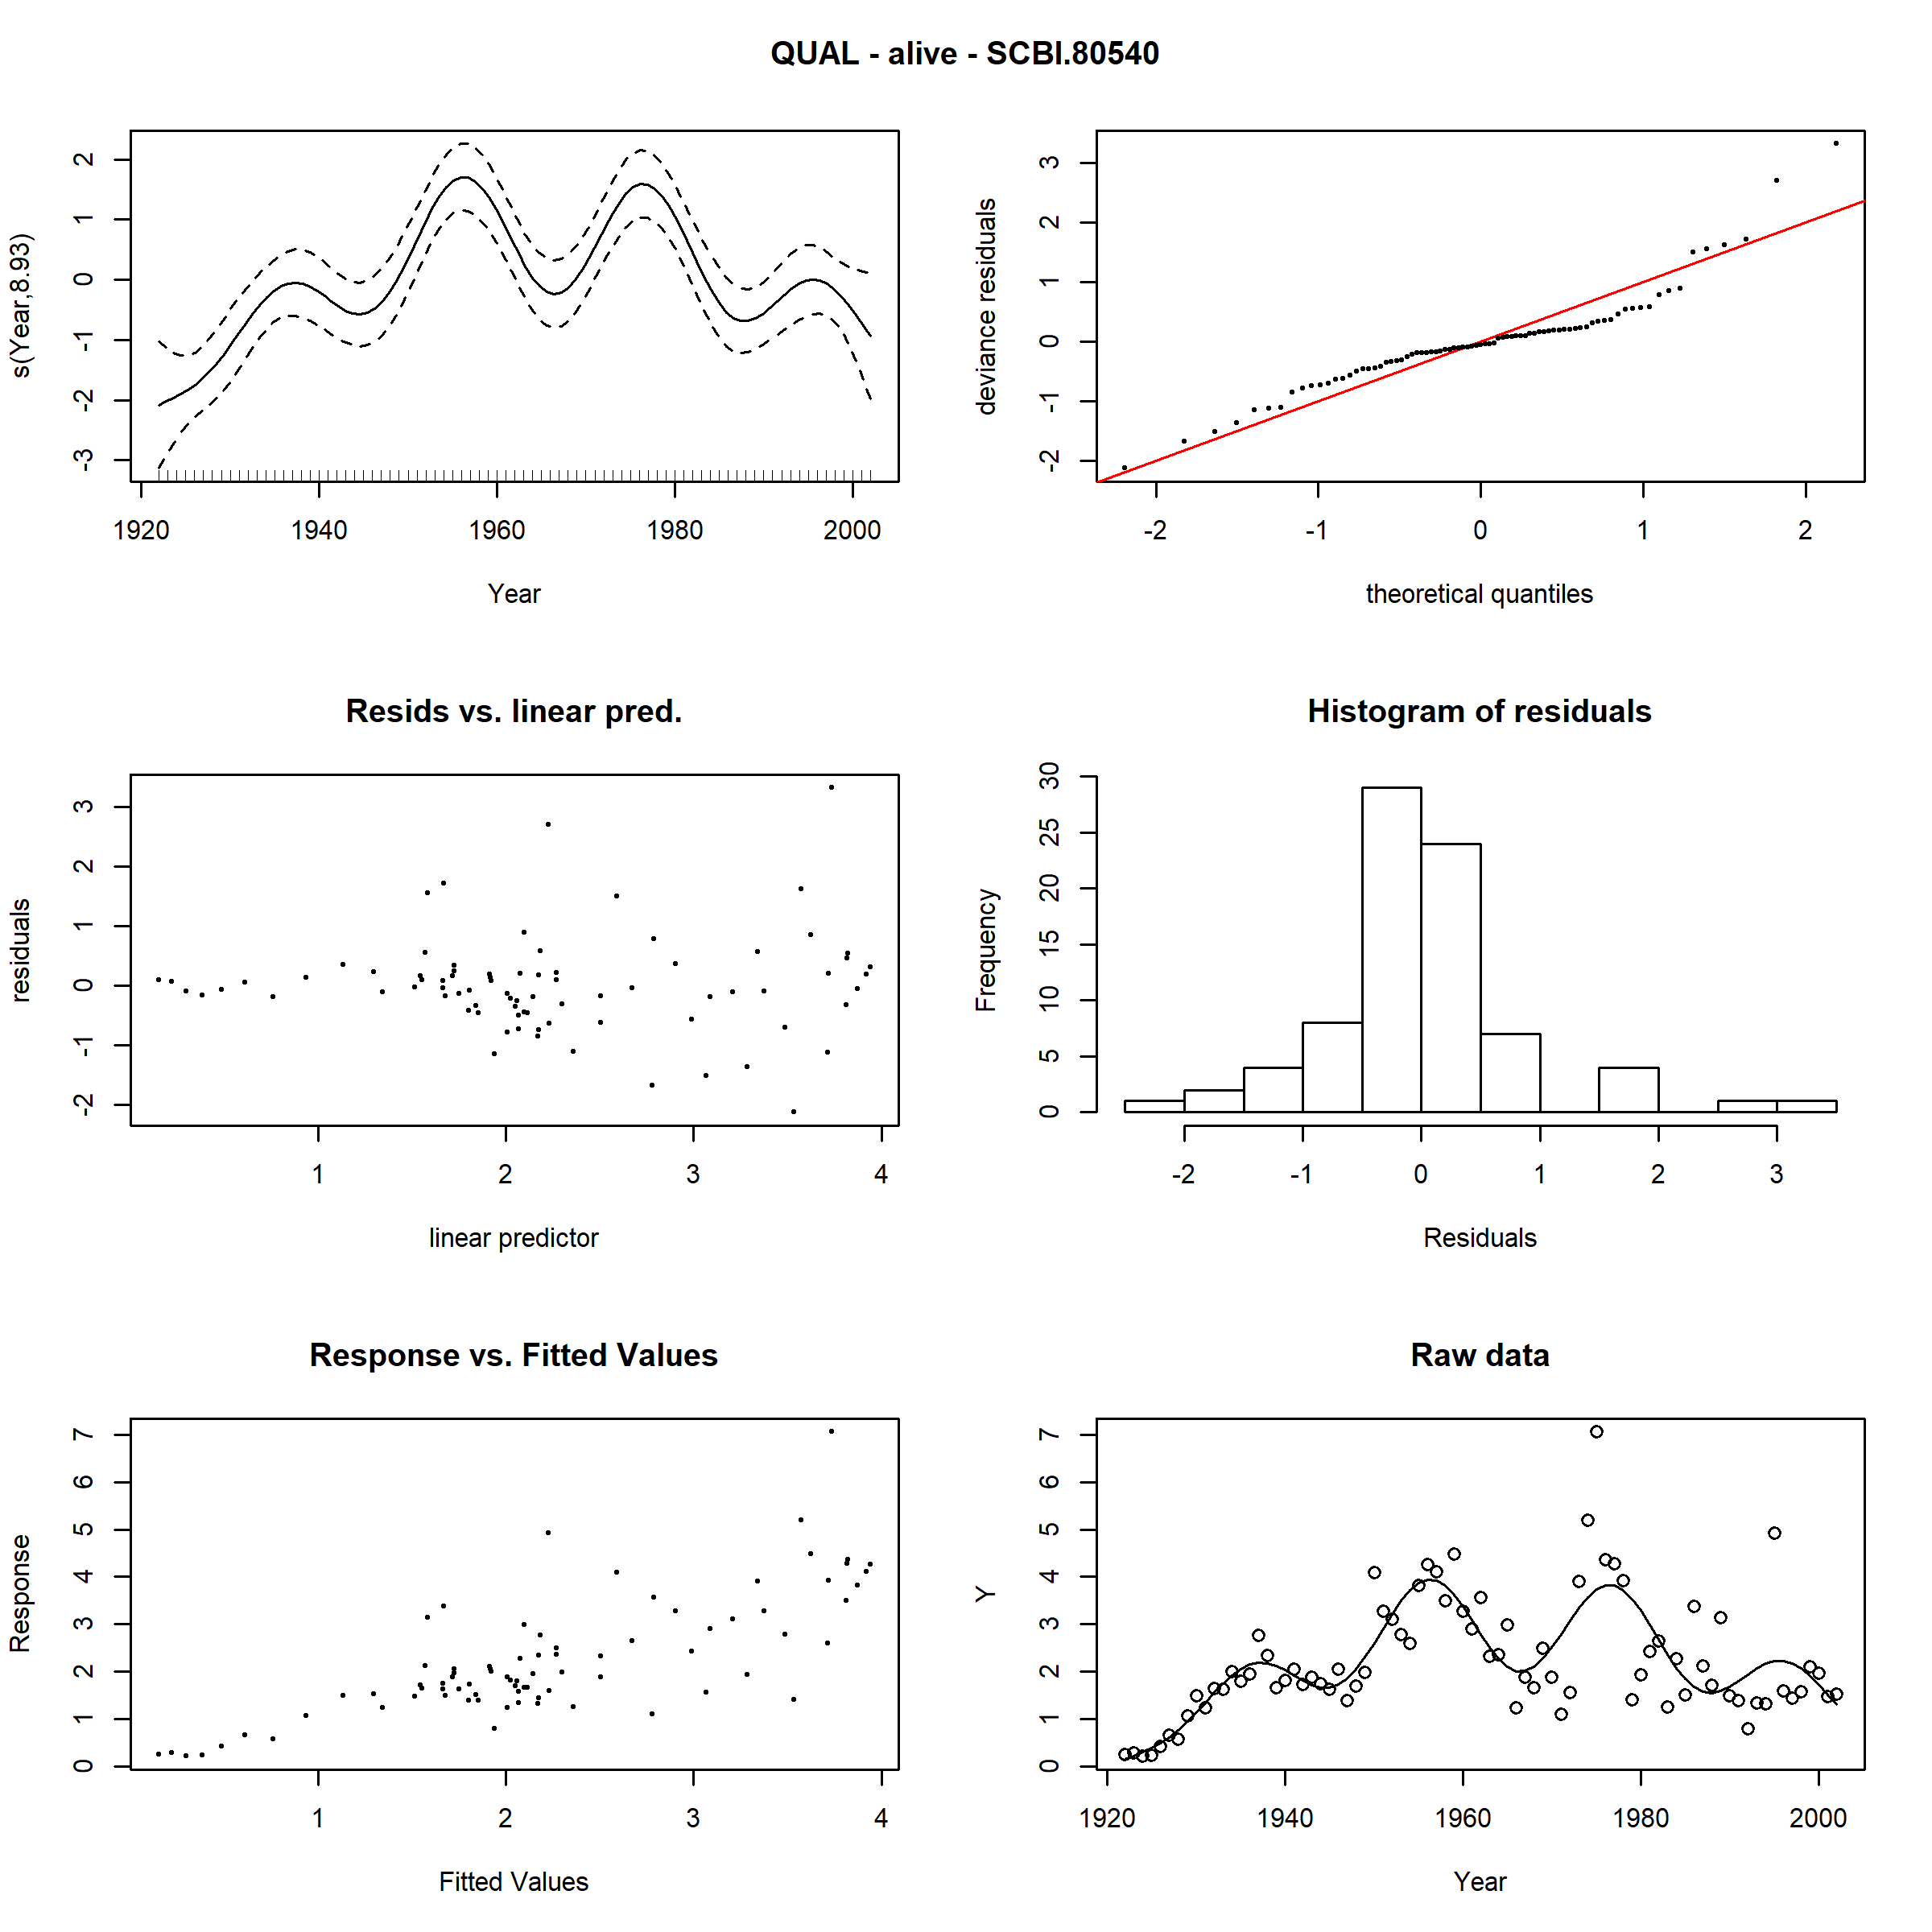 QUAL - alive - SCBI.80540
s(Year,8.93)
2
1
0
-1
-2
-3
1920 1940 1960 1980 2000
Year
deviance residuals
3
2
1
0
-1
-2
-2 -1 0 1 2
theoretical quantiles
Resids vs. linear pred.
residuals
3
2
1
0
-1
-2
1 2 3 4
linear predictor
Histogram of residuals
Frequency
30
25
20
15
10
5
0
-2 -1 0 1 2 3
Residuals
Response vs. Fitted Values
Response
7
6
5
4
3
2
1
0
1 2 3 4
Fitted Values
Raw data
Y
7
6
5
4
3
2
1
0
1920 1940 1960 1980 2000
Year